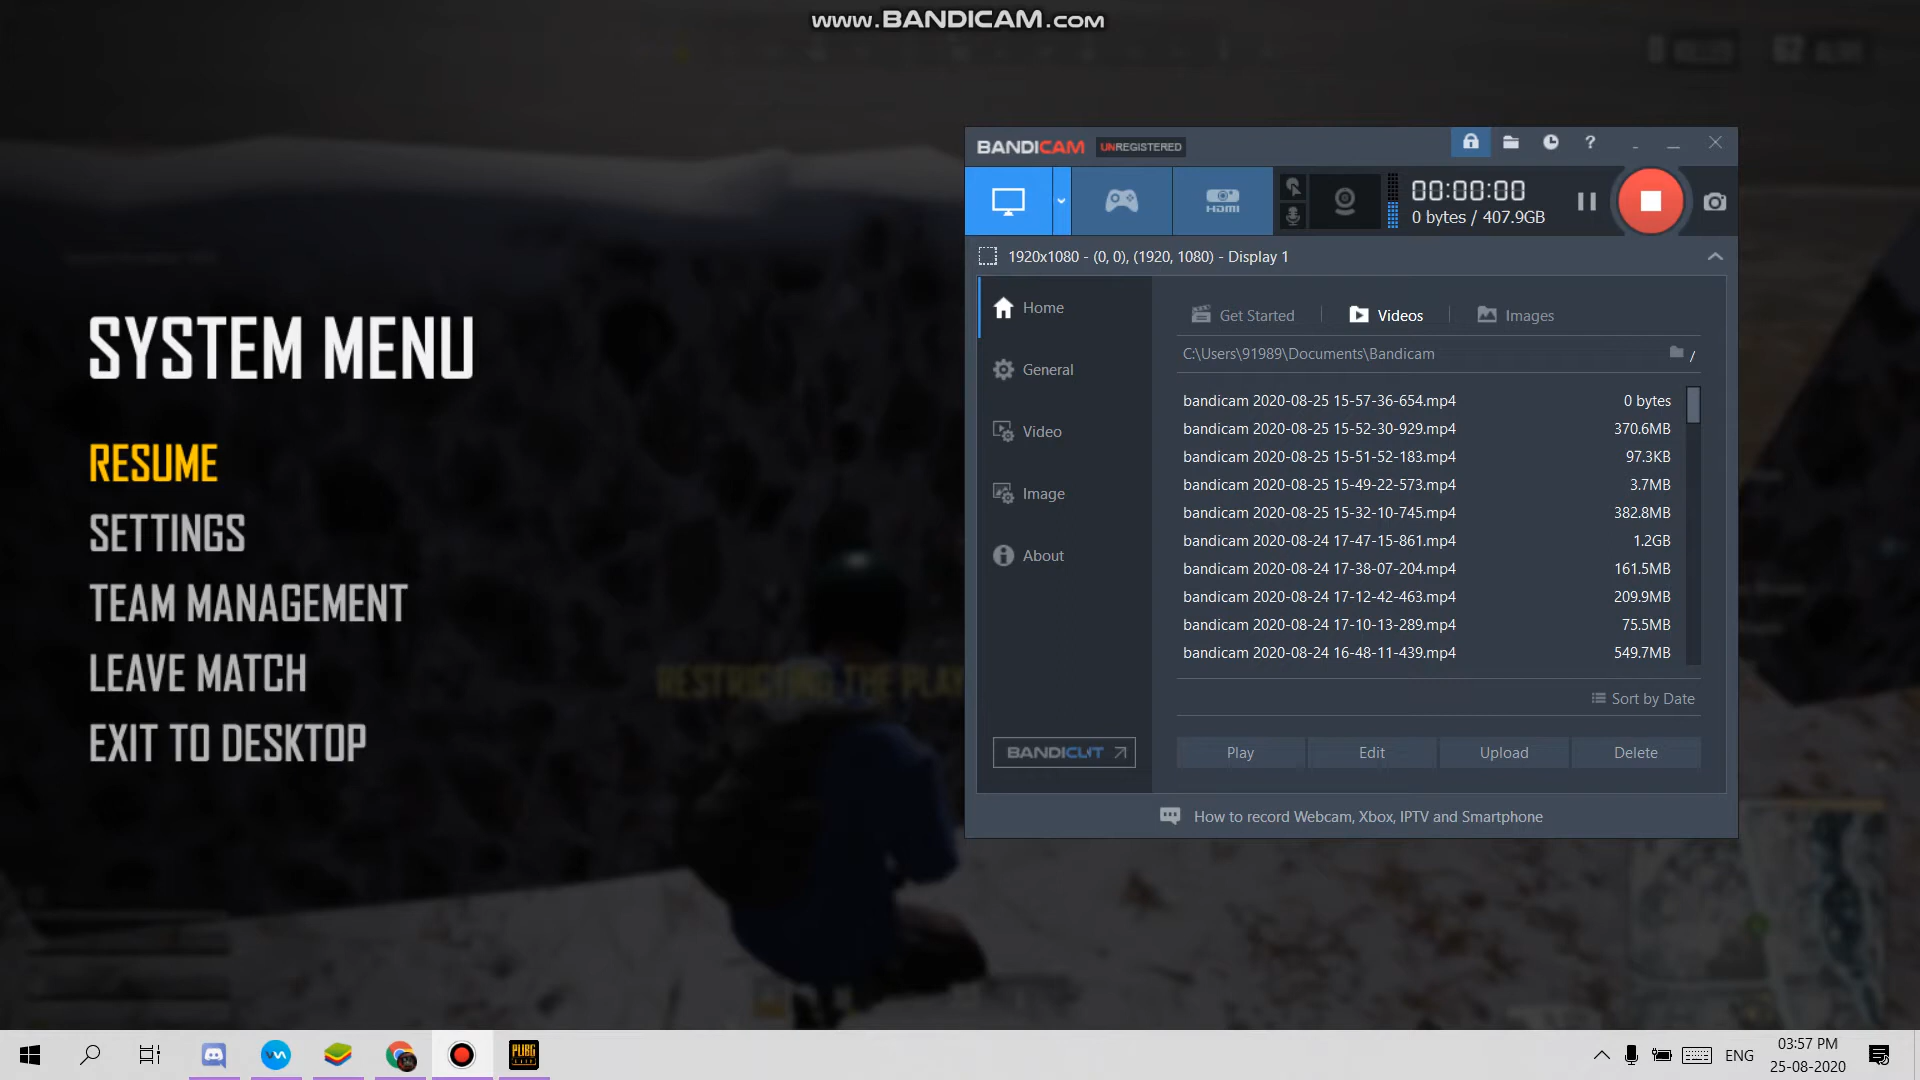 www.BANDICAM.com
BANDICAM UNREGISTERED
?
HDMI
00:00:00
0 bytes / 407.9GB
1920x1080 - (0, 0), (1920, 1080) - Display 1
Home
General
Video
Image
About
BANDICUT
Get Started
Videos
Images
C:\Users\91989\Documents\Bandicam
/
bandicam 2020-08-25 15-57-36-654.mp4 0 bytes
bandicam 2020-08-25 15-52-30-929.mp4 370.6MB
bandicam 2020-08-25 15-51-52-183.mp4 97.3KB
bandicam 2020-08-25 15-49-22-573.mp4 3.7MB
bandicam 2020-08-25 15-32-10-745.mp4 382.8MB
bandicam 2020-08-24 17-47-15-861.mp4 1.2GB
bandicam 2020-08-24 17-38-07-204.mp4 161.5MB
bandicam 2020-08-24 17-12-42-463.mp4 209.9MB
bandicam 2020-08-24 17-10-13-289.mp4 75.5MB
bandicam 2020-08-24 16-48-11-439.mp4 549.7MB
Sort by Date
Play Edit Upload Delete
How to record Webcam, Xbox, IPTV and Smartphone
SYSTEM MENU
RESUME
SETTINGS
TEAM MANAGEMENT
LEAVE MATCH
EXIT TO DESKTOP
RESTRICTING THE PLAY
PUBG
ENG
03:57 PM
25-08-2020